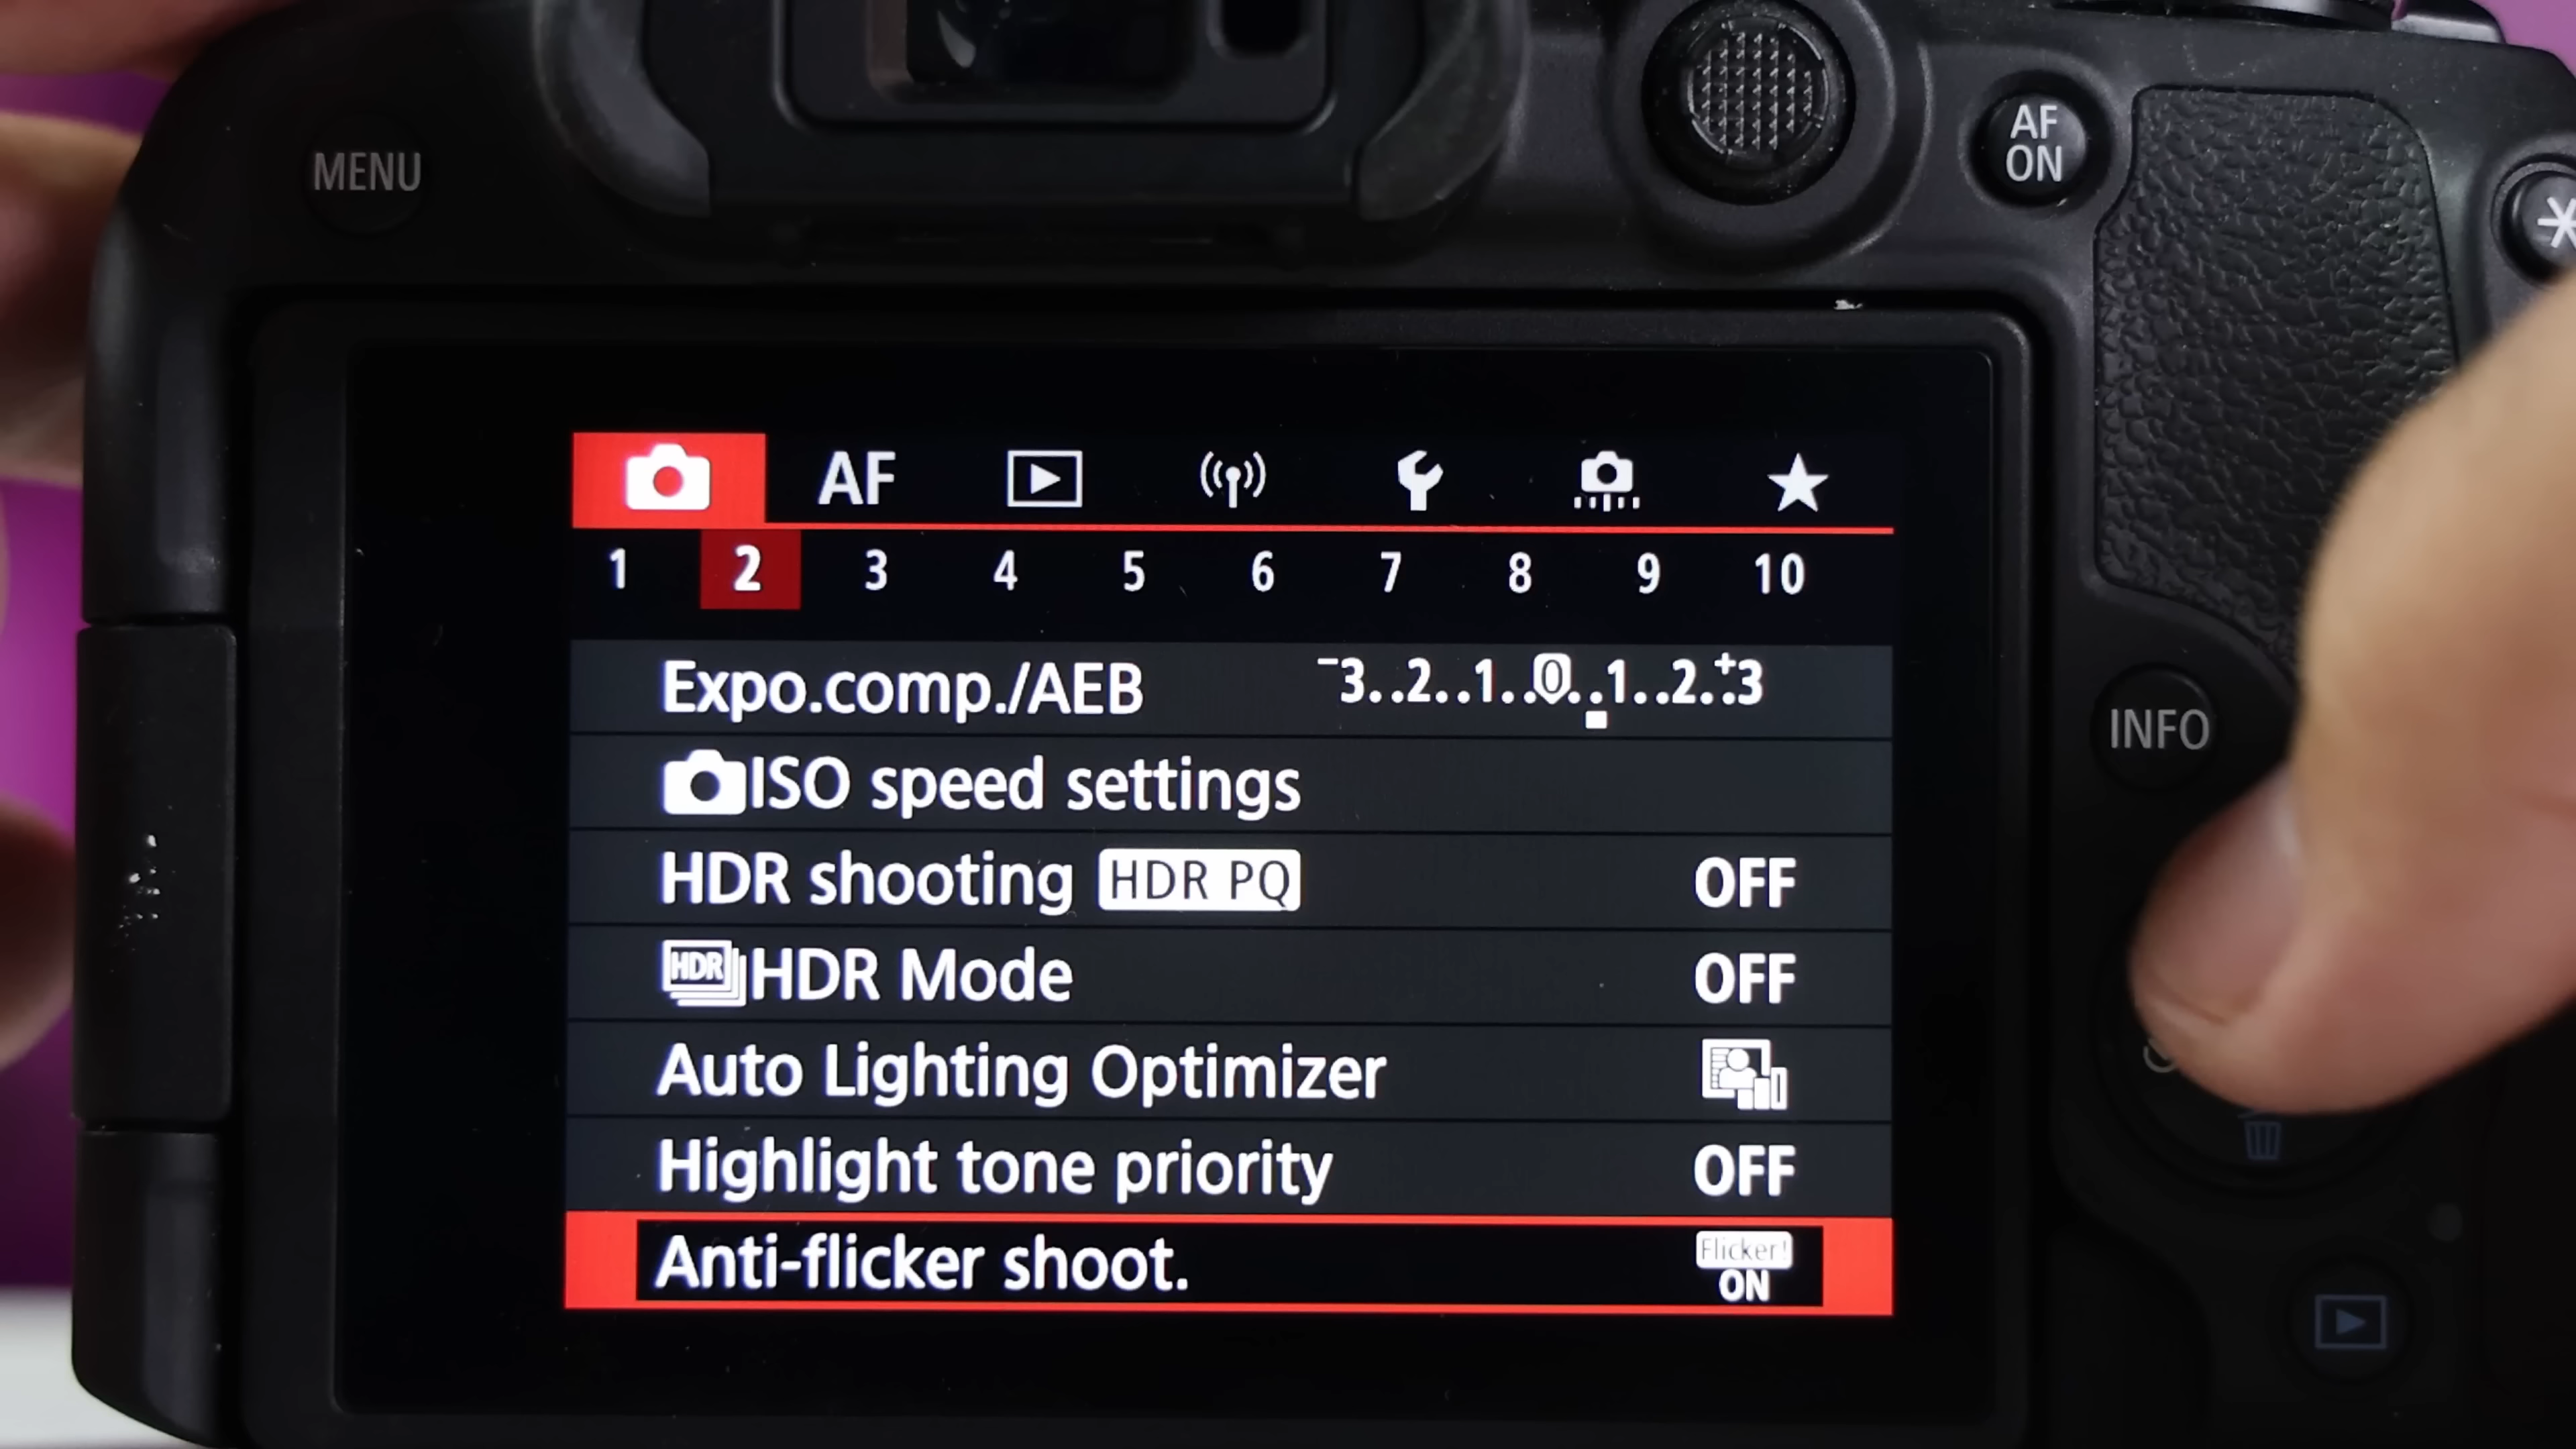 MENU
AF
ON
AF
1 2 3 4 5 6 7 8 9 10
Expo.comp./AEB -3..2..1..0..1..2..+3
ISO speed settings
HDR shooting HDR PQ OFF
HDR HDR Mode OFF
INFO
Auto Lighting Optimizer
Highlight tone priority OFF
Anti-flicker shoot. Flicker!
ON